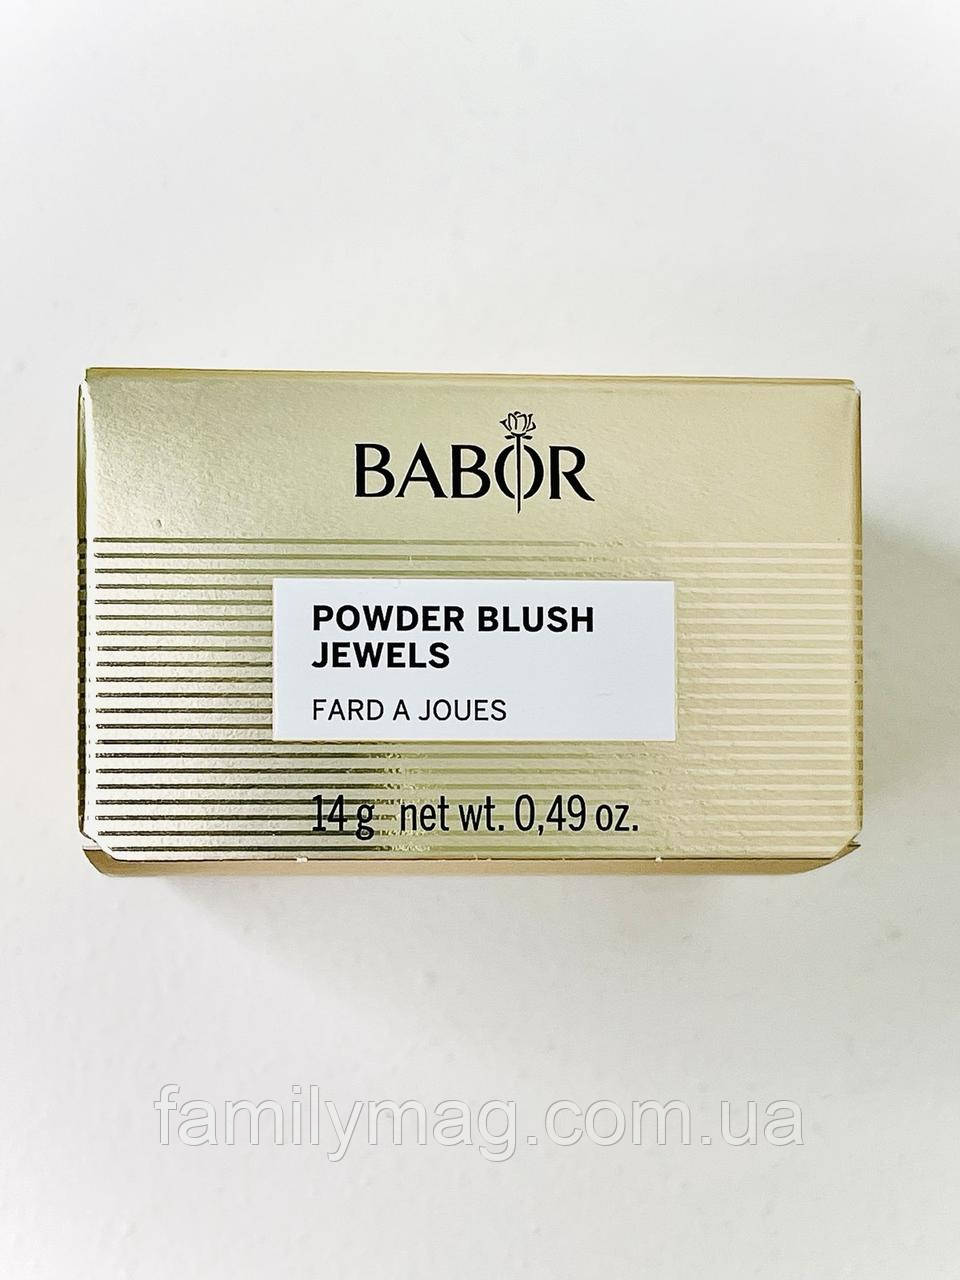 BABOR
POWDER BLUSH
JEWELS
FARD A JOUES
14 g net wt. 0,49 oz.
familymag.com.ua